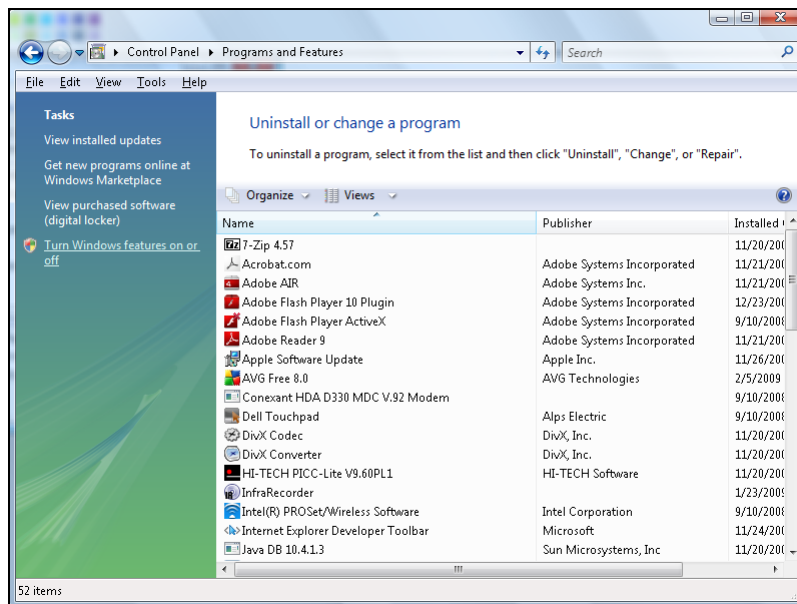 Control Panel ▸ Programs and Features
Search
File Edit View Tools Help
Tasks
View installed updates
Get new programs online at
Windows Marketplace
View purchased software
(digital locker)
Turn Windows features on or
off
Uninstall or change a program
To uninstall a program, select it from the list and then click "Uninstall", "Change", or "Repair".
Organize Views
Name Publisher Installed
7-Zip 4.57 11/20/200
Acrobat.com Adobe Systems Incorporated 11/21/200
Adobe AIR Adobe Systems Inc. 11/21/200
Adobe Flash Player 10 Plugin Adobe Systems Incorporated 12/23/200
Adobe Flash Player ActiveX Adobe Systems Incorporated 9/10/2008
Adobe Reader 9 Adobe Systems Incorporated 11/21/200
Apple Software Update Apple Inc. 11/26/200
AVG Free 8.0 AVG Technologies 2/5/2009
Conexant HDA D330 MDC V.92 Modem 9/10/2008
Dell Touchpad Alps Electric 9/10/2008
DivX Codec DivX, Inc. 11/20/200
DivX Converter DivX, Inc. 11/20/200
HI-TECH PICC-Lite V9.60PL1 HI-TECH Software 11/20/200
InfraRecorder 1/23/2009
Intel(R) PROSet/Wireless Software Intel Corporation 9/10/2008
Internet Explorer Developer Toolbar Microsoft 11/24/200
Java DB 10.4.1.3 Sun Microsystems, Inc 11/20/200
52 items